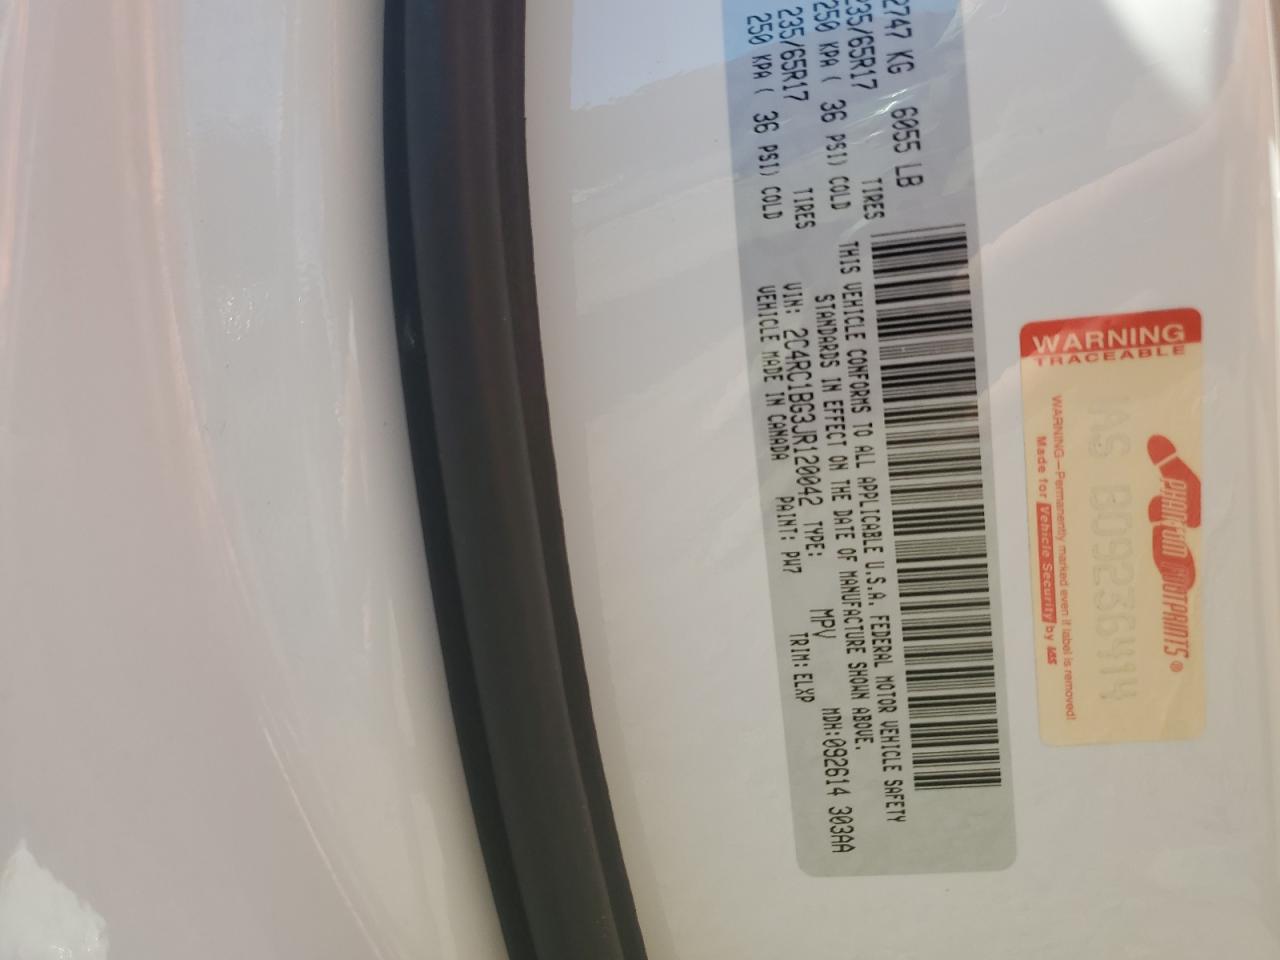 2747 KG 6055 LB
235/65R17 TIRES
250 KPA ( 36 PSI) COLD
235/65R17 TIRES
250 KPA ( 36 PSI) COLD
THIS VEHICLE CONFORMS TO ALL APPLICABLE U.S.A. FEDERAL MOTOR VEHICLE SAFETY
STANDARDS IN EFFECT ON THE DATE OF MANUFACTURE SHOWN ABOVE.
MDH:092614 303AA
VIN: 2C4RC1BG3JR120042 TYPE: MPV
VEHICLE MADE IN CANADA PAINT: PW7 TRIM:ELXP
WARNING
TRACEABLE
PHANTOM FOOTPRINTS®
IAS B09236414
WARNING—Permanently marked even if label is removed!
Made for Vehicle Security by IAS